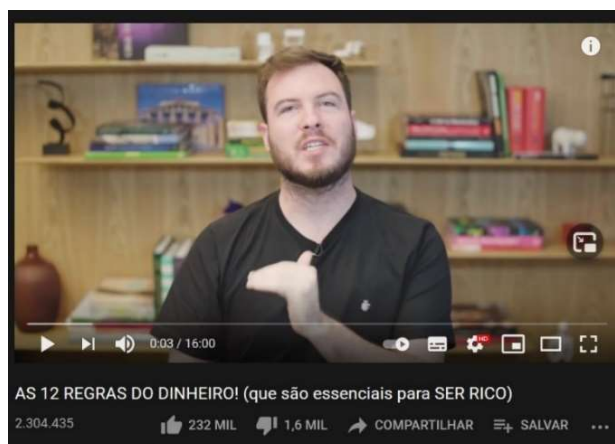 i
0:03 / 16:00
HD
AS 12 REGRAS DO DINHEIRO! (que são essenciais para SER RICO)
2.304.435 232 MIL 1,6 MIL COMPARTILHAR SALVAR ...